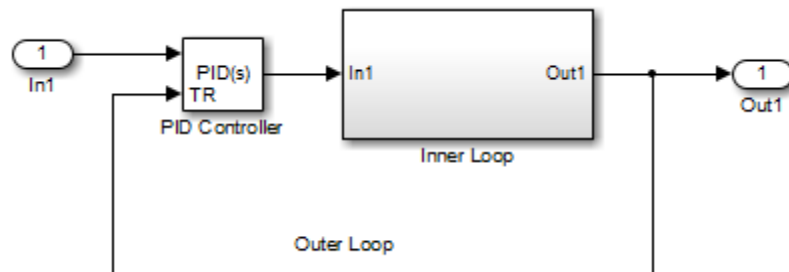 1
In1
PID(s)
TR
PID Controller
In1
Out1
Inner Loop
1
Out1
Outer Loop